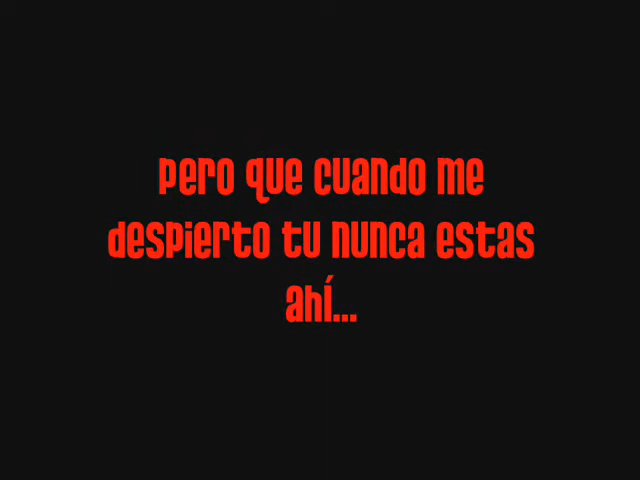 pero que cuando me
despierto tu nunca estas
ahí...